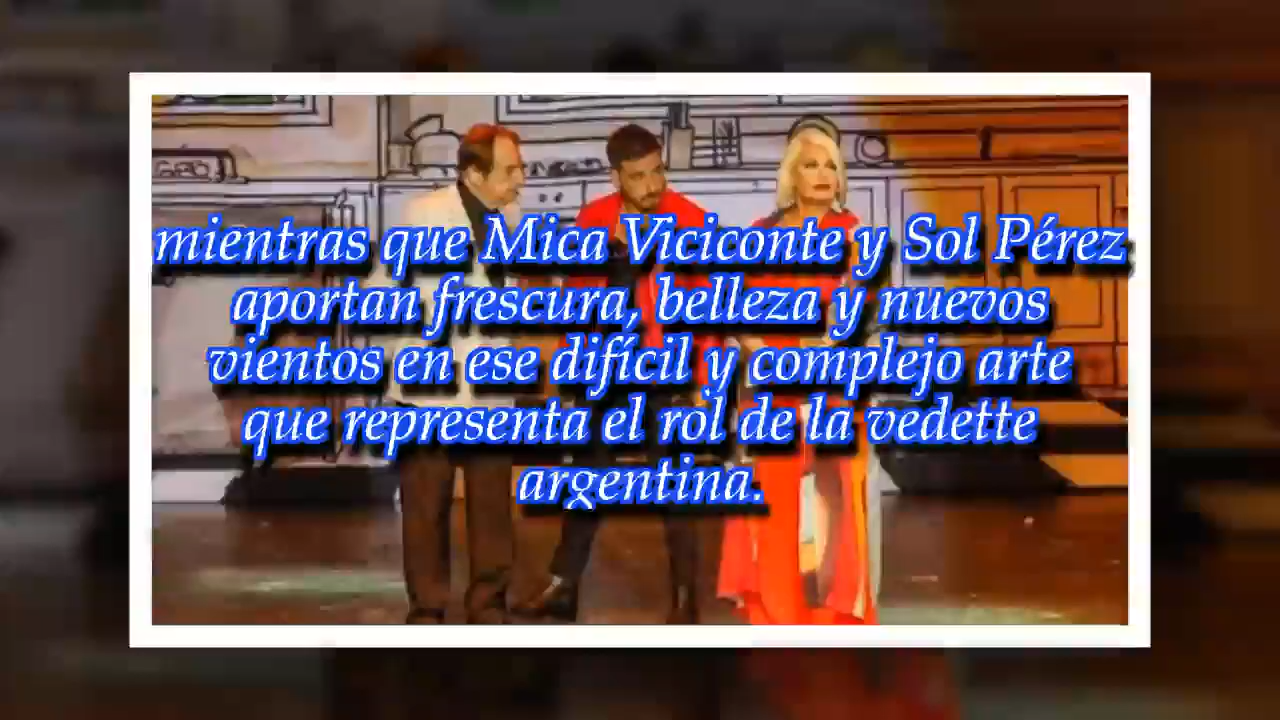 mientras que Mica Viciconte y Sol Pérez
aportan frescura, belleza y nuevos
vientos en ese difícil y complejo arte
que representa el rol de la vedette
argentina.